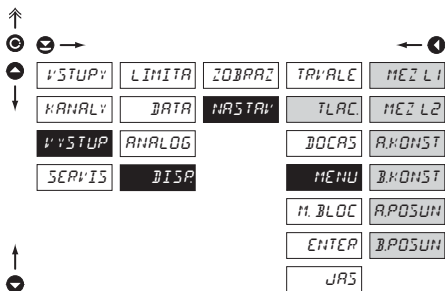 VSTUPY LIMITA ZOBRAZ TRVALE MEZ L1
KANALY DATA NASTAV TLAC. MEZ L2
VYSTUP ANALOG DOCAS A.KONST
SERVIS DISP. MENU B.KONST
M. BLOC A.POSUN
ENTER B.POSUN
JAS